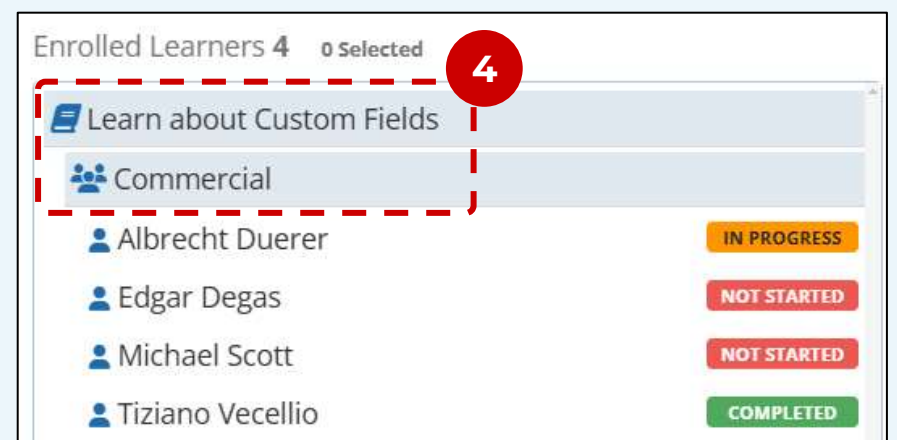 Enrolled Learners 4 0 Selected
4
Learn about Custom Fields
Commercial
Albrecht Duerer IN PROGRESS
Edgar Degas NOT STARTED
Michael Scott NOT STARTED
Tiziano Vecellio COMPLETED